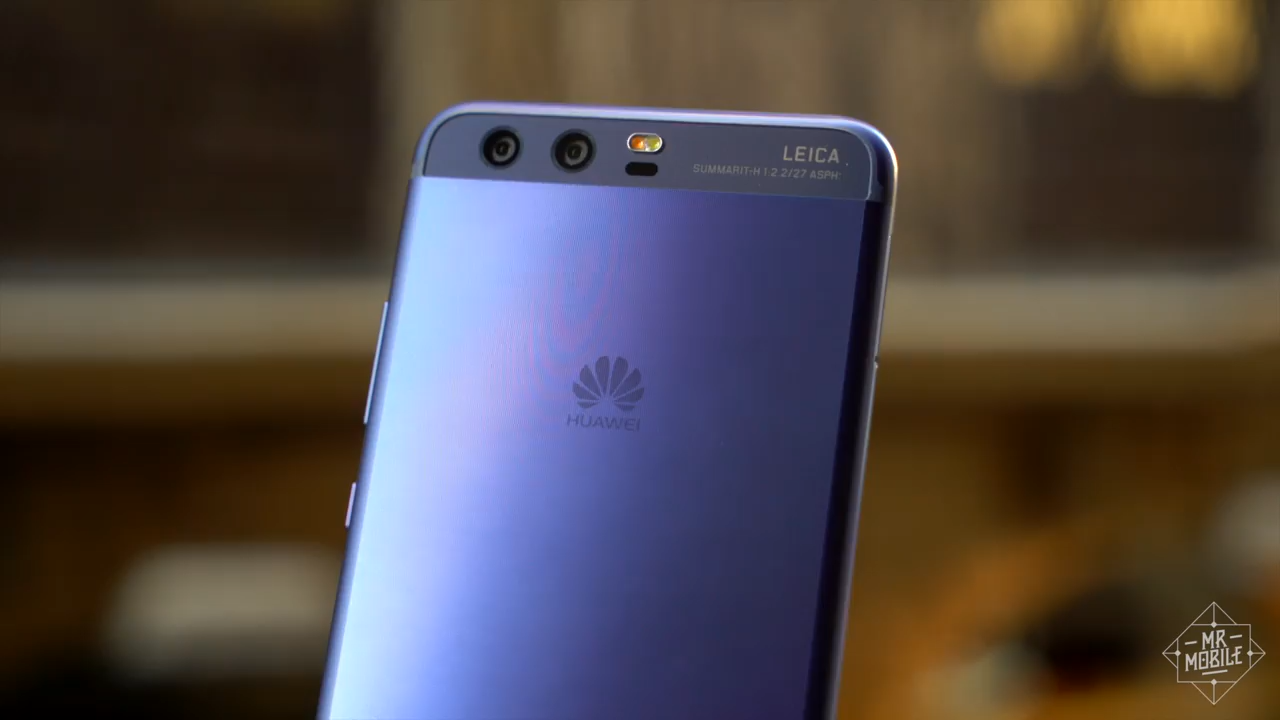 LEICA
SUMMARIT-H 1:2.2/27 ASPH.
HUAWEI
MR
MOBILE